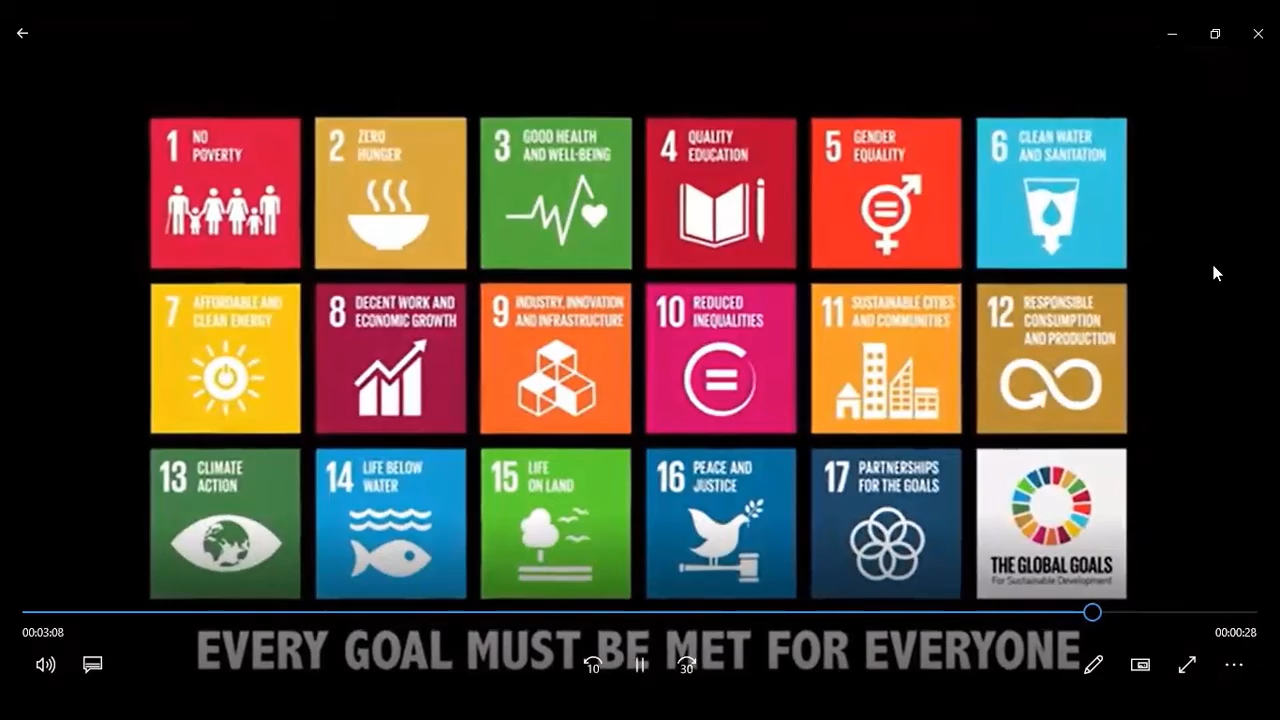 1 NO
POVERTY
2 ZERO
HUNGER
3 GOOD HEALTH
AND WELL-BEING
4 QUALITY
EDUCATION
5 GENDER
EQUALITY
6 CLEAN WATER
AND SANITATION
7 AFFORDABLE AND
CLEAN ENERGY
8 DECENT WORK AND
ECONOMIC GROWTH
9 INDUSTRY, INNOVATION
AND INFRASTRUCTURE
10 REDUCED
INEQUALITIES
11 SUSTAINABLE CITIES
AND COMMUNITIES
12 RESPONSIBLE
CONSUMPTION
AND PRODUCTION
13 CLIMATE
ACTION
14 LIFE BELOW
WATER
15 LIFE
ON LAND
16 PEACE AND
JUSTICE
17 PARTNERSHIPS
FOR THE GOALS
THE GLOBAL GOALS
For Sustainable Development
00:03:08
00:00:28
EVERY GOAL MUST BE MET FOR EVERYONE
10
30